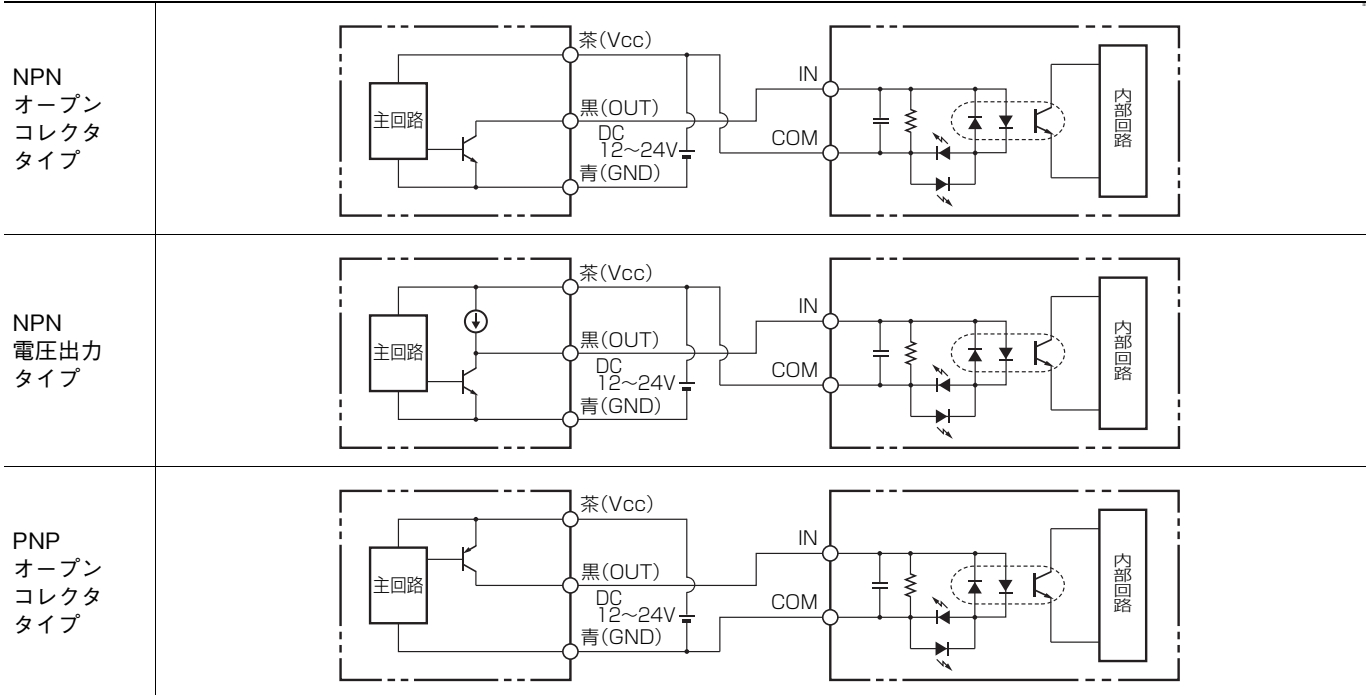 NPN
オープン
コレクタ
タイプ
主回路
茶(Vcc)
黒(OUT)
DC
12～24V
青(GND)
IN
COM
内部回路
NPN
電圧出力
タイプ
主回路
茶(Vcc)
黒(OUT)
DC
12～24V
青(GND)
IN
COM
内部回路
PNP
オープン
コレクタ
タイプ
主回路
茶(Vcc)
黒(OUT)
DC
12～24V
青(GND)
IN
COM
内部回路